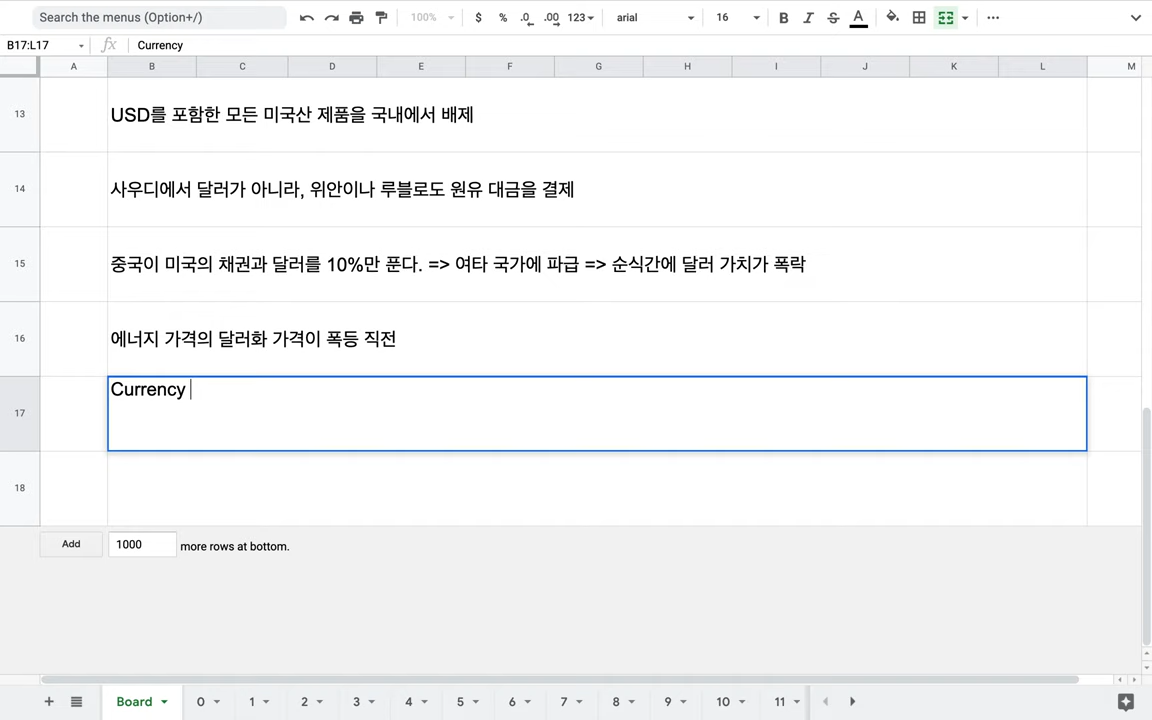 Search the menus (Option+/)
100%
$
%
.0
.00
123
arial
16
B
I
S
A
B17:L17
fx
Currency
A B C D E F G H I J K L M
13
USD를 포함한 모든 미국산 제품을 국내에서 배제
14
사우디에서 달러가 아니라, 위안이나 루블로도 원유 대금을 결제
15
중국이 미국의 채권과 달러를 10%만 푼다. => 여타 국가에 파급 => 순식간에 달러 가치가 폭락
16
에너지 가격의 달러화 가격이 폭등 직전
17
Currency
18
Add 1000 more rows at bottom.
Board 0 1 2 3 4 5 6 7 8 9 10 11